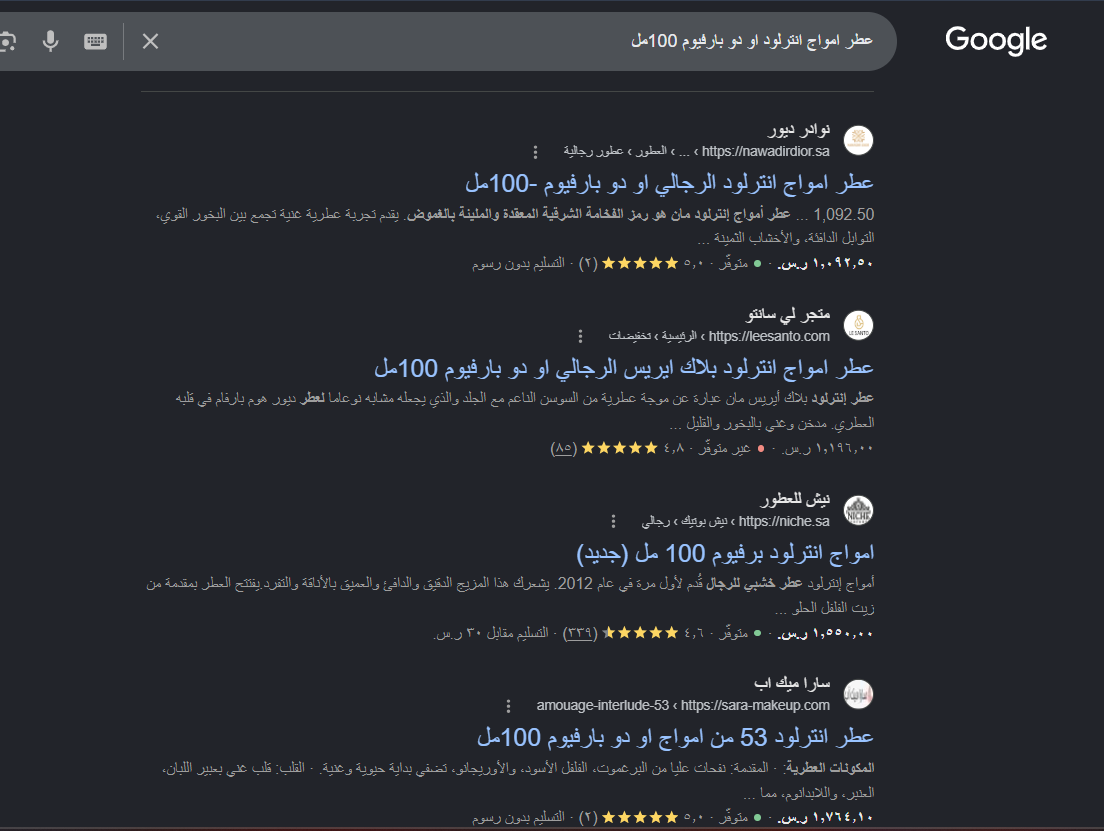 Google
عطر امواج انترلود او دو بارفيوم 100مل
نوادر ديور
https://nawadirdior.sa › ... › العطور › عطور رجالية
عطر امواج انترلود الرجالي او دو بارفيوم -100مل
1,092.50 ... عطر أمواج إنترلود مان هو رمز الفخامة الشرقية المعقدة والمليئة بالغموض. يقدم تجربة عطرية غنية تجمع بين البخور القوي،
التوابل الدافئة، والأخشاب الثمينة ...
١,٠٩٢,٥٠ ر.س. · متوفّر · ٥,٠ (٢) · التسليم بدون رسوم
متجر لي سانتو
https://leesanto.com › الرئيسية › تخفيضات
LE SANTO
عطر امواج انترلود بلاك ايريس الرجالي او دو بارفيوم 100مل
عطر إنترلود بلاك أيريس مان عبارة عن موجة عطرية من السوسن الناعم مع الجلد والذي يجعله مشابه نوعاما لعطر ديور هوم بارفام في قلبه
العطري. مدخن وغني بالبخور والقليل ...
١,١٩٦,٠٠ ر.س. · غير متوفّر · ٤,٨ (٨٥)
نيش للعطور
https://niche.sa › نيش بوتيك › رجالي
NICHE
امواج انترلود برفيوم 100 مل (جديد)
أمواج إنترلود عطر خشبي للرجال قُدم لأول مرة في عام 2012. يشعرك هذا المزيج الدقيق والدافئ والعميق بالأناقة والتفرد.يفتتح العطر بمقدمة من
زيت الفلفل الحلو ...
١,٥٥٠,٠٠ ر.س. · متوفّر · ٤,٦ (٣٣٩) · التسليم مقابل ٣٠ ر.س.
سارا ميك اب
https://sara-makeup.com › amouage-interlude-53
عطر انترلود 53 من امواج او دو بارفيوم 100مل
المكونات العطرية: · المقدمة: نفحات عليا من البرغموت، الفلفل الأسود، والأوريجانو، تضفي بداية حيوية وغنية. · القلب: قلب غني بعبير اللبان،
العنبر، واللابدانوم، مما ...
١,٧٦٤,١٠ ر.س. · متوفّر · ٥,٠ (٢) · التسليم بدون رسوم